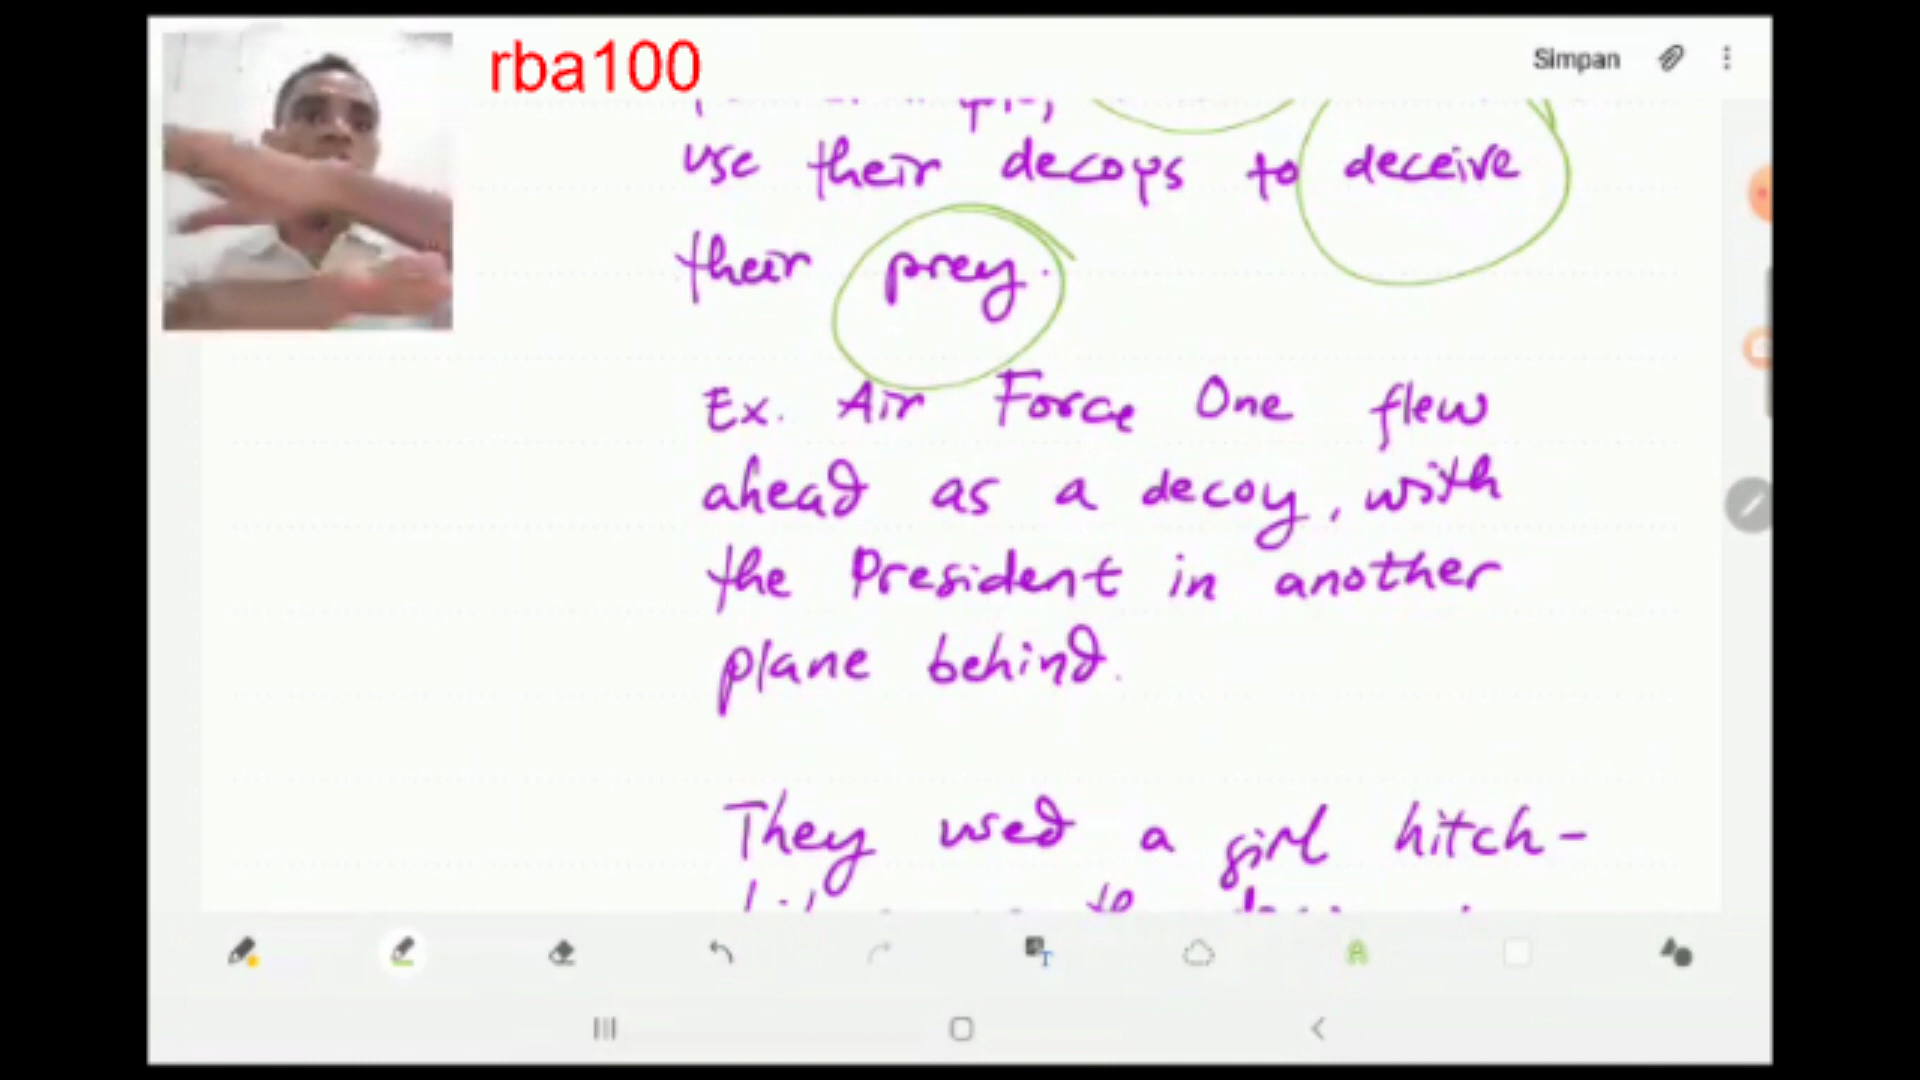 rba100
Simpan
use their decoys to deceive
their prey.
Ex. Air Force One flew
ahead as a decoy, with
the President in another
plane behind.
They used a girl hitch-